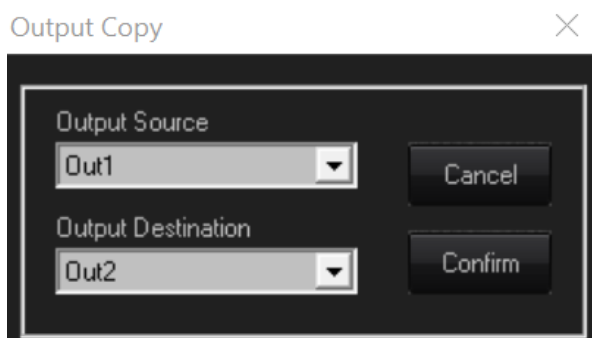 Output Copy
Output Source
Out1
Cancel
Output Destination
Out2
Confirm